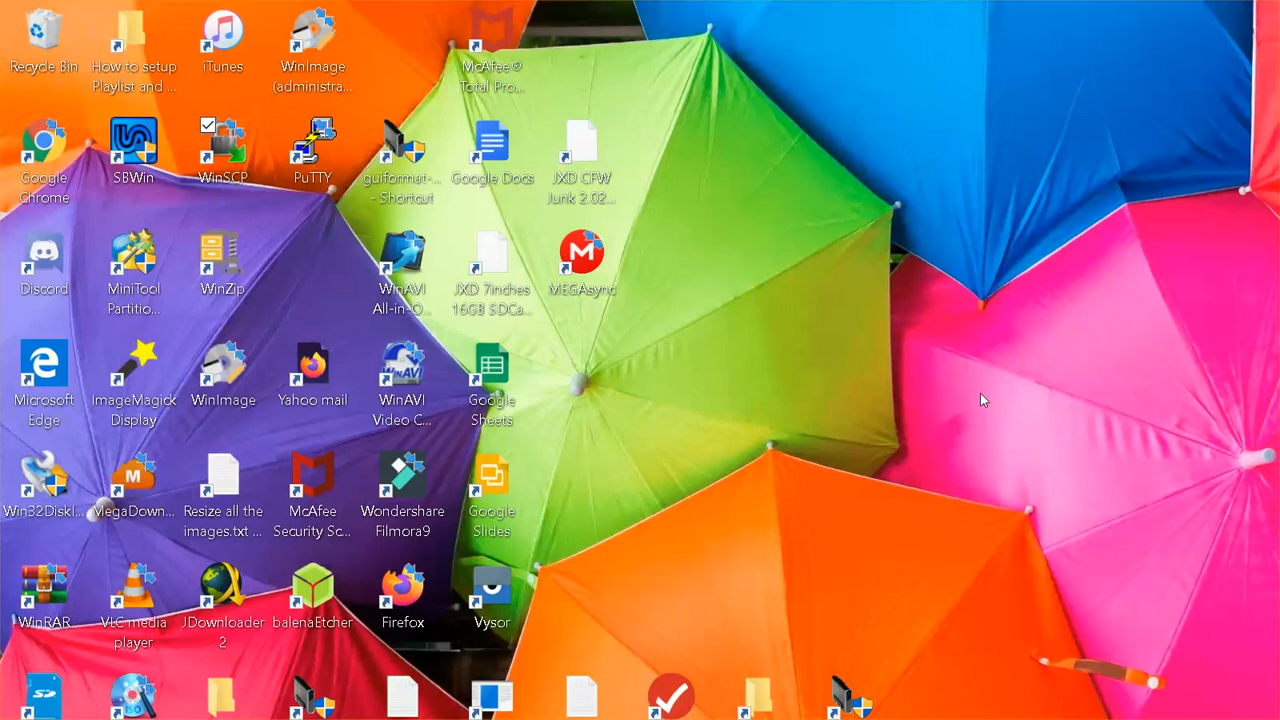 Recycle Bin
How to setup
Playlist and ...
iTunes
WinImage
(administra...
McAfee®
Total Pro...
Google
Chrome
SBWin
WinSCP
PuTTY
guiformat-...
- Shortcut
Google Docs
JXD CFW
Junk 2.02...
Discord
MiniTool
Partitio...
WinZip
WinAVI
All-in-O...
JXD 7inches
16GB SDCa...
MEGAsync
Microsoft
Edge
ImageMagick
Display
WinImage
Yahoo mail
WinAVI
Video C...
Google
Sheets
Win32DiskI...
MegaDown...
Resize all the
images.txt ...
McAfee
Security Sc...
Wondershare
Filmora9
Google
Slides
WinRAR
VLC media
player
JDownloader
2
balenaEtcher
Firefox
Vysor